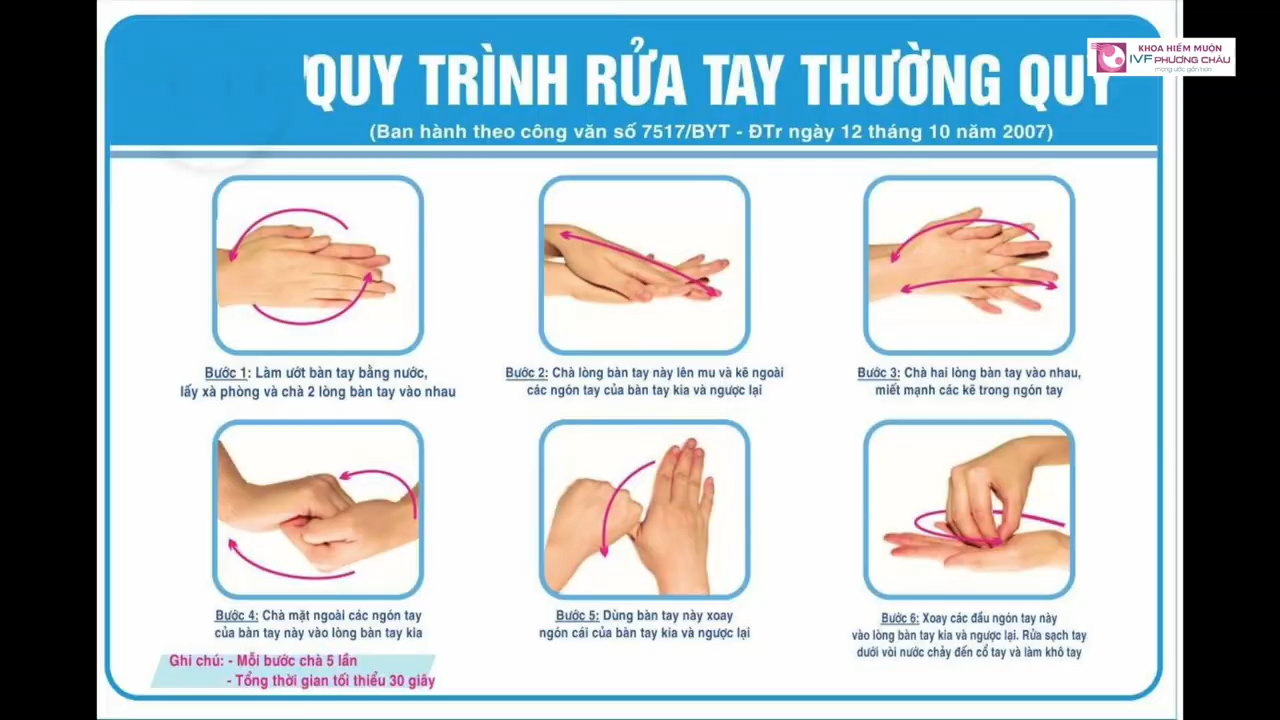 QUY TRÌNH RỬA TAY THƯỜNG QUY
KHOA HIẾM MUỘN
IVF PHƯƠNG CHÂU
mừng ước gần hơn
(Ban hành theo công văn số 7517/BYT - ĐTr ngày 12 tháng 10 năm 2007)
Bước 1: Làm ướt bàn tay bằng nước,
lấy xà phòng và chà 2 lòng bàn tay vào nhau
Bước 2: Chà lòng bàn tay này lên mu và kẽ ngoài
các ngón tay của bàn tay kia và ngược lại
Bước 3: Chà hai lòng bàn tay vào nhau,
miết mạnh các kẽ trong ngón tay
Bước 4: Chà mặt ngoài các ngón tay
của bàn tay này vào lòng bàn tay kia
Bước 5: Dùng bàn tay này xoay
ngón cái của bàn tay kia và ngược lại
Bước 6: Xoay các đầu ngón tay này
vào lòng bàn tay kia và ngược lại. Rửa sạch tay
dưới vòi nước chảy đến cổ tay và làm khô tay
Ghi chú: - Mỗi bước chà 5 lần
- Tổng thời gian tối thiểu 30 giây